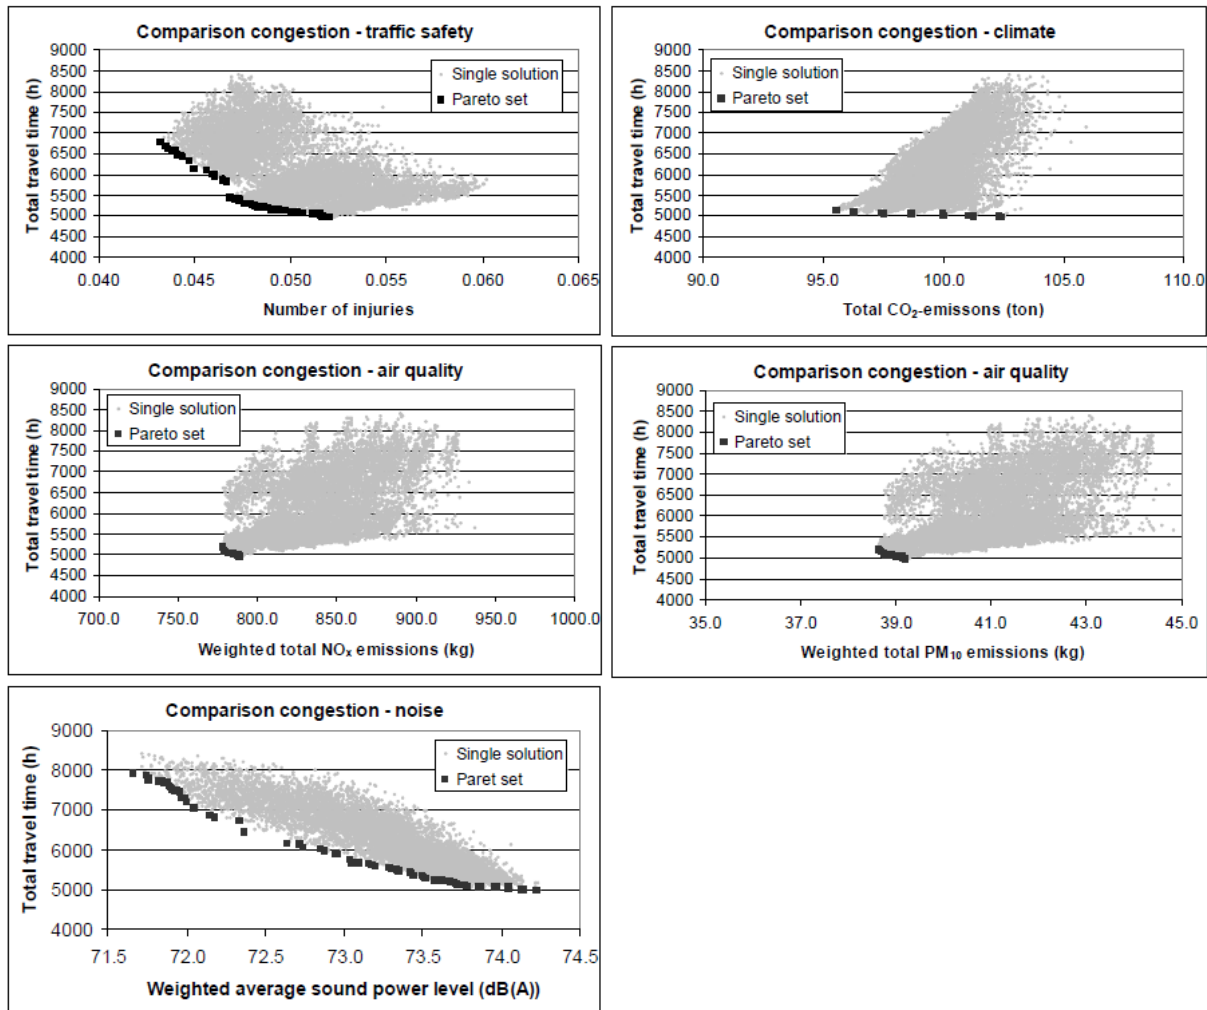 Comparison congestion - traffic safety
Total travel time (h)
9000
8500
8000
7500
7000
6500
6000
5500
5000
4500
4000
Single solution
Pareto set
0.040 0.045 0.050 0.055 0.060 0.065
Number of injuries
Comparison congestion - climate
Total travel time (h)
9000
8500
8000
7500
7000
6500
6000
5500
5000
4500
4000
Single solution
Pareto set
90.0 95.0 100.0 105.0 110.0
Total CO₂-emissons (ton)
Comparison congestion - air quality
Total travel time (h)
9000
8500
8000
7500
7000
6500
6000
5500
5000
4500
4000
Single solution
Pareto set
700.0 750.0 800.0 850.0 900.0 950.0 1000.0
Weighted total NOₓ emissions (kg)
Comparison congestion - air quality
Total travel time (h)
9000
8500
8000
7500
7000
6500
6000
5500
5000
4500
4000
Single solution
Pareto set
35.0 37.0 39.0 41.0 43.0 45.0
Weighted total PM₁₀ emissions (kg)
Comparison congestion - noise
Total travel time (h)
9000
8000
7000
6000
5000
4000
Single solution
Paret set
71.5 72.0 72.5 73.0 73.5 74.0 74.5
Weighted average sound power level (dB(A))